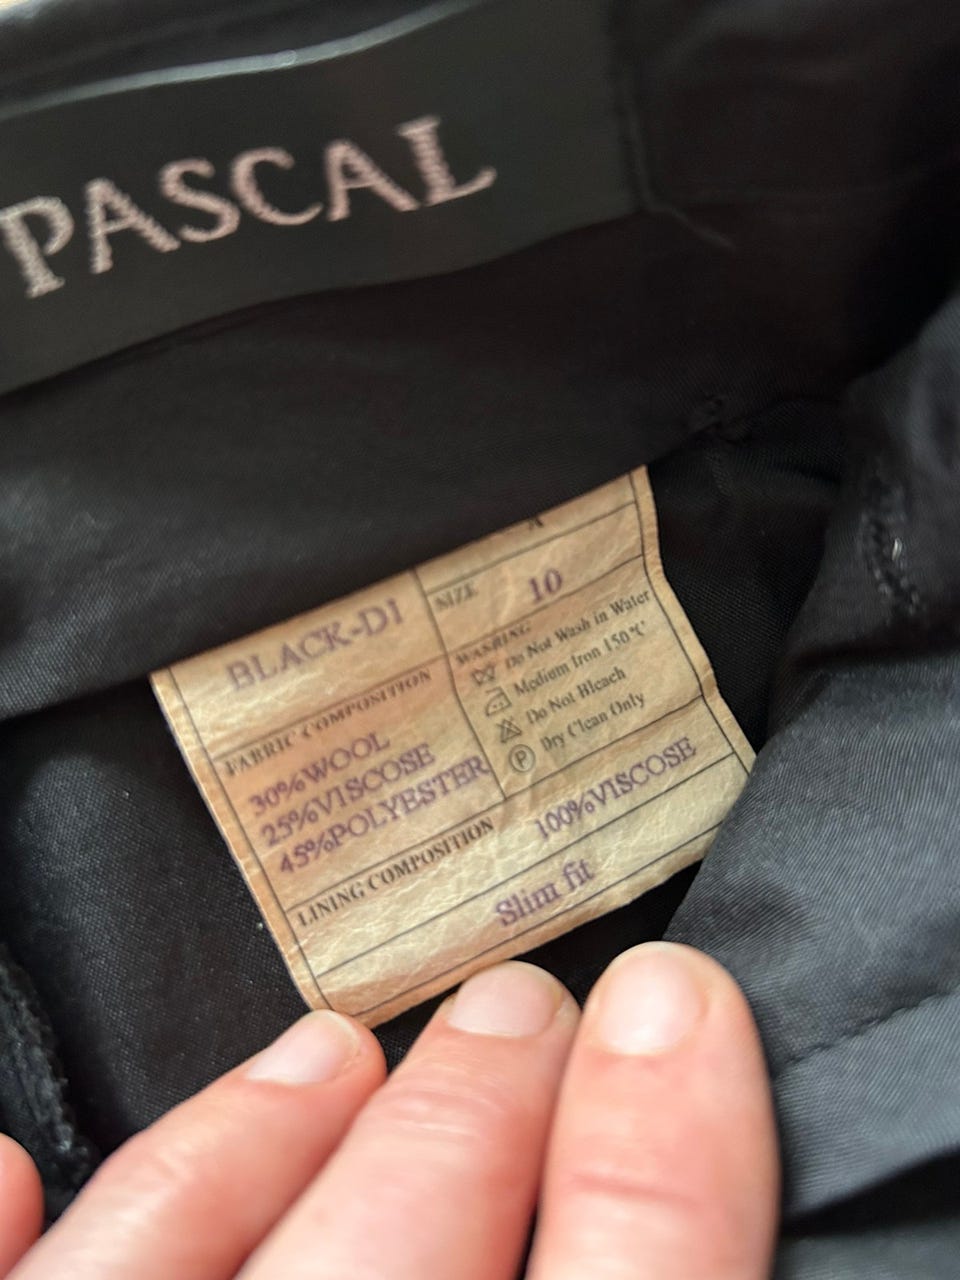 PASCAL
SIZE 10
BLACK-D1
WASHING
Do Not Wash in Water
Medium Iron 150℃
Do Not Bleach
P Dry Clean Only
FABRIC COMPOSITION
30%WOOL
25%VISCOSE
45%POLYESTER
LINING COMPOSITION 100%VISCOSE
Slim fit